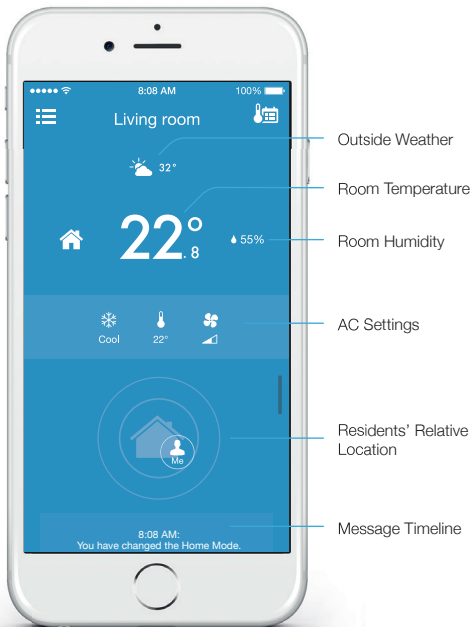 8:08 AM
100%
Living room
32°
Outside Weather
22°.8
Room Temperature
55%
Room Humidity
Cool
22°
AC Settings
Me
Residents' Relative
Location
8:08 AM:
You have changed the Home Mode.
Message Timeline